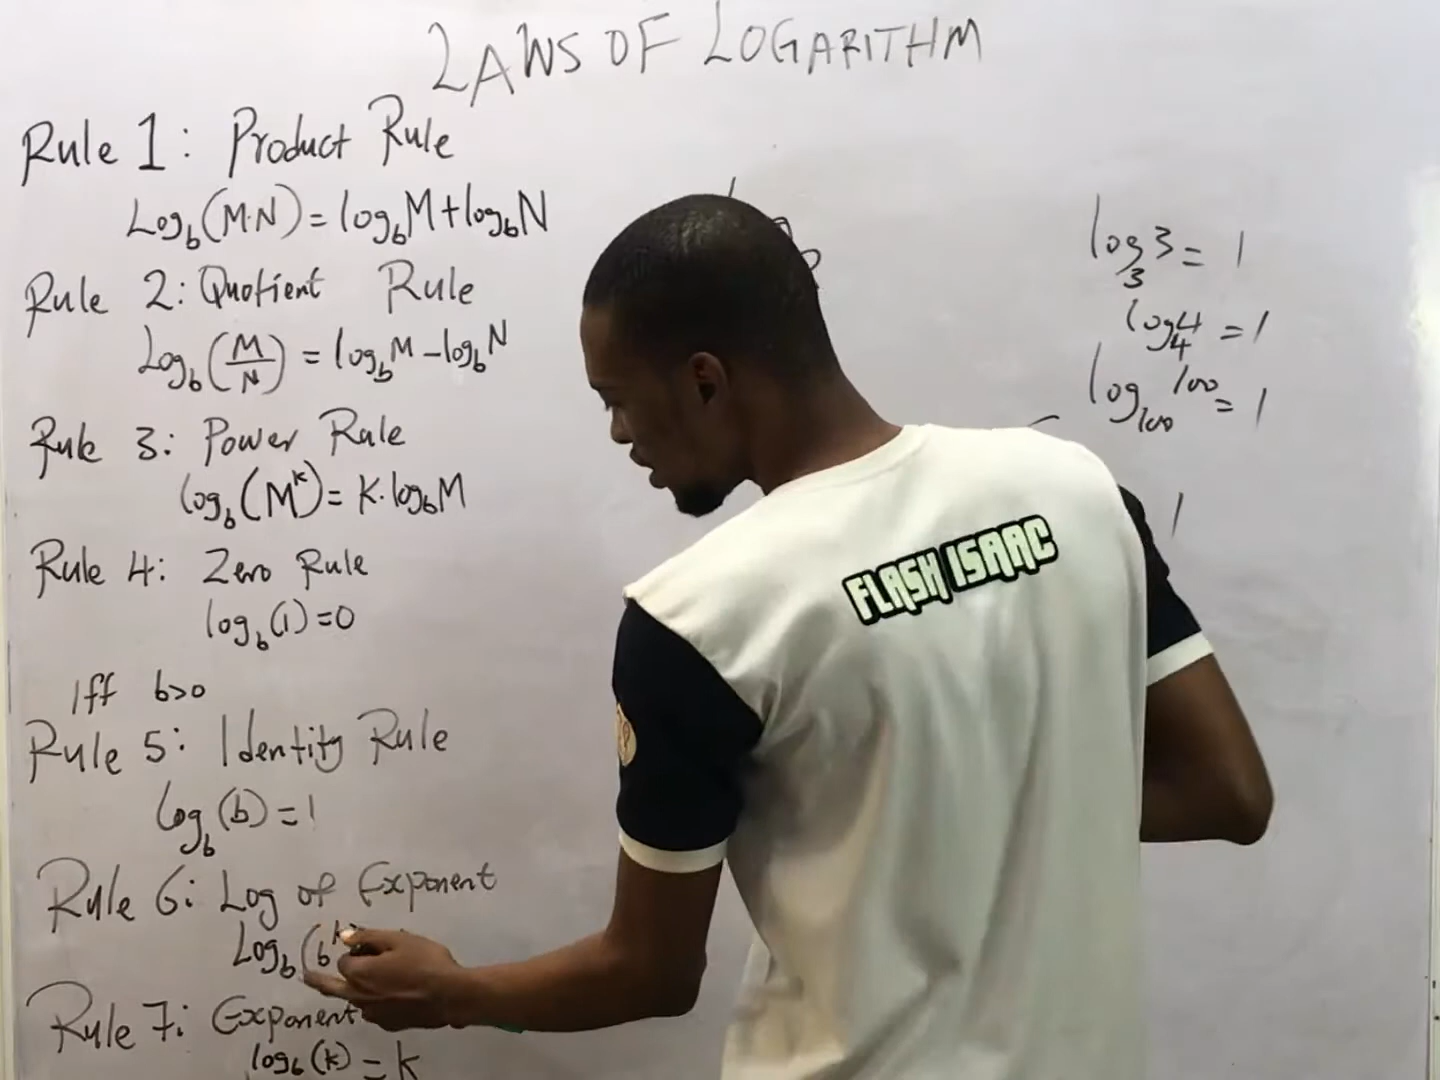 LAWS OF LOGARITHM
Rule 1: Product Rule
Log_b(M·N) = log_b M + log_b N
Rule 2: Quotient Rule
Log_b(M/N) = log_b M - log_b N
Rule 3: Power Rule
log_b(M^k) = K·log_b M
Rule 4: Zero Rule
log_b(1) = 0
Iff b>0
Rule 5: Identity Rule
log_b(b) = 1
Rule 6: Log of Exponent
Log_b(b^k
Rule 7: Exponent
log_b(k) = k
log_3 3 = 1
log_4 4 = 1
log_100 100 = 1
1
FLASH ISAAC